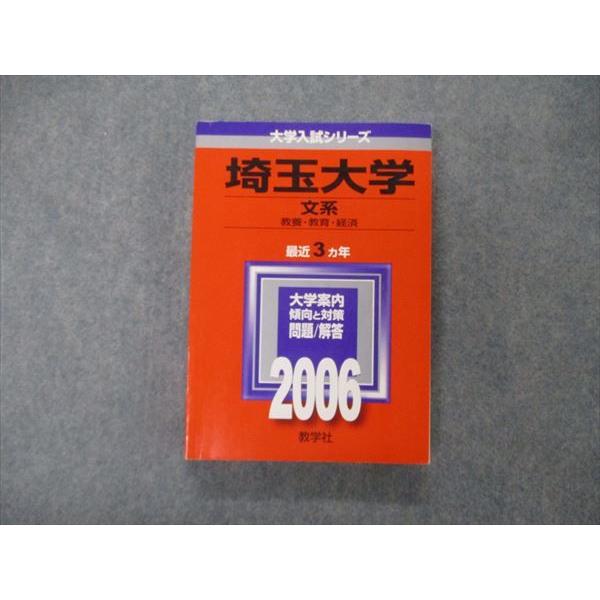 大学入試シリーズ
埼玉大学
文系
教養・教育・経済
最近3ヵ年
大学案内
傾向と対策
問題/解答
2006
教学社